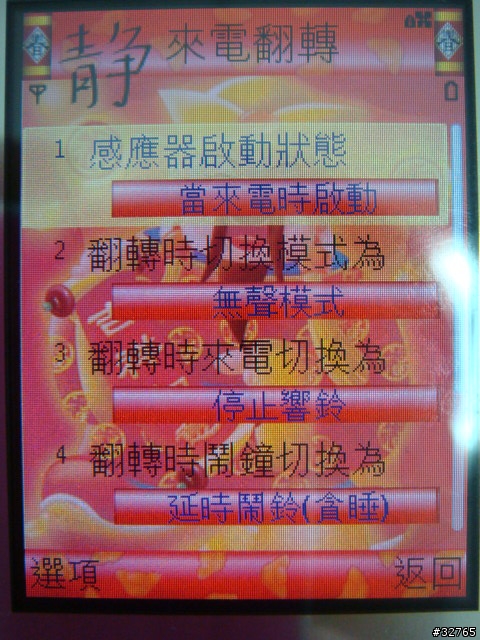 静 來電翻轉
1 感應器啟動狀態
當來電時啟動
2 翻轉時切換模式為
無聲模式
3 翻轉時來電切換為
停止響鈴
4 翻轉時鬧鐘切換為
延時鬧鈴(貪睡)
選項 返回
#32765